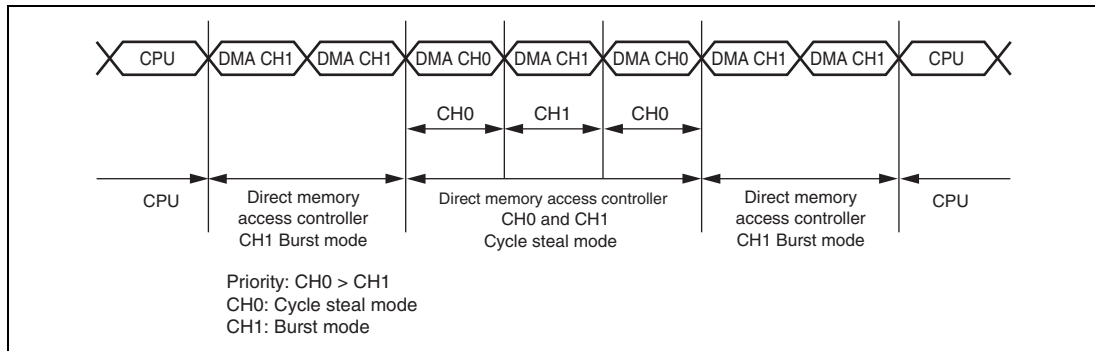 CPU DMA CH1 DMA CH1 DMA CH0 DMA CH1 DMA CH0 DMA CH1 DMA CH1 CPU
CH0 CH1 CH0
CPU
Direct memory
access controller
CH1 Burst mode
Direct memory access controller
CH0 and CH1
Cycle steal mode
Direct memory
access controller
CH1 Burst mode
CPU
Priority: CH0 > CH1
CH0: Cycle steal mode
CH1: Burst mode